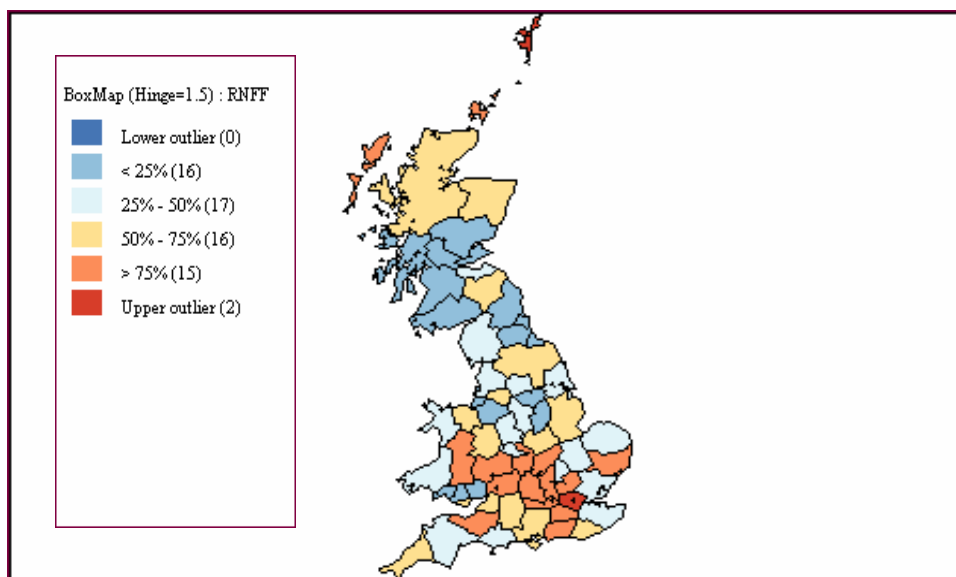 BoxMap (Hinge=1.5) : RNFF
Lower outlier (0)
< 25% (16)
25% - 50% (17)
50% - 75% (16)
> 75% (15)
Upper outlier (2)